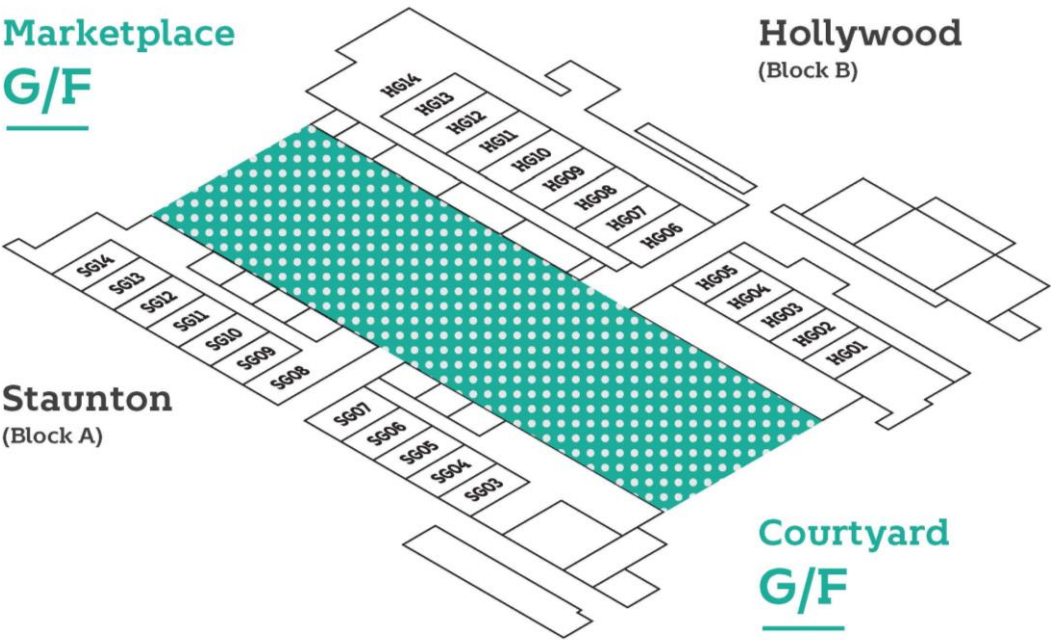 Marketplace
G/F
Hollywood
(Block B)
HG14
HG13
HG12
HG11
HG10
HG09
HG08
HG07
HG06
HG05
HG04
HG03
HG02
HG01
SG14
SG13
SG12
SG11
SG10
SG09
SG08
Staunton
(Block A)
SG07
SG06
SG05
SG04
SG03
Courtyard
G/F